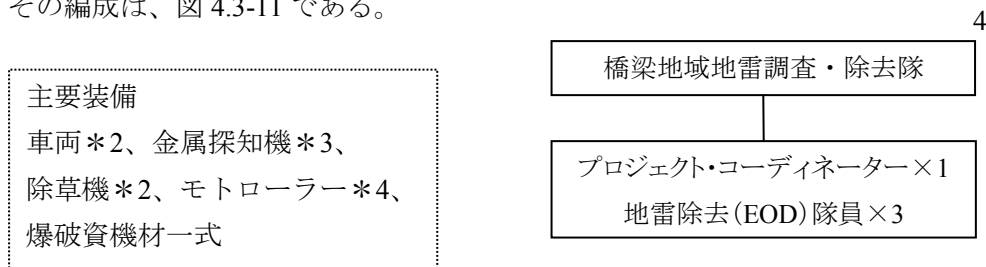 その編成は、図 4.3-11 である。
4
主要装備
車両＊2、金属探知機＊3、
除草機＊2、モトローラー＊4、
爆破資機材一式
橋梁地域地雷調査・除去隊
プロジェクト・コーディネーター×1
地雷除去（EOD）隊員×3